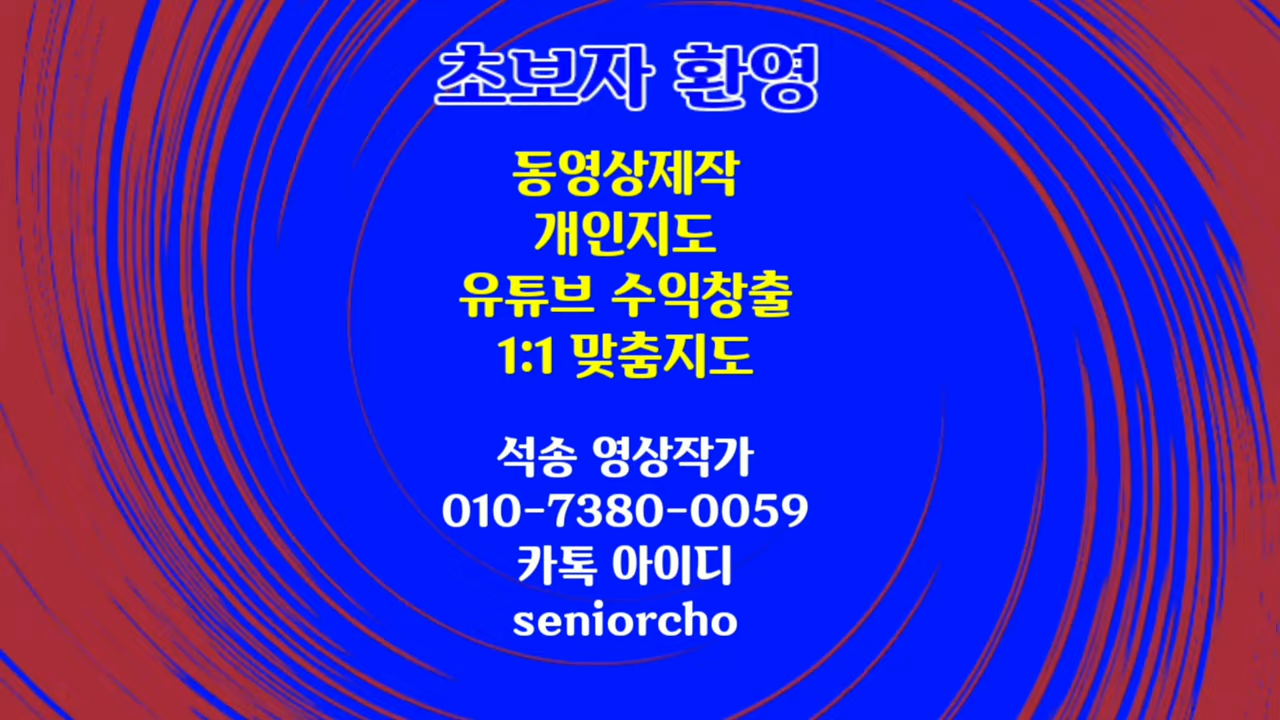 초보자 환영
동영상제작
개인지도
유튜브 수익창출
1:1 맞춤지도
석송 영상작가
010-7380-0059
카톡 아이디
seniorcho